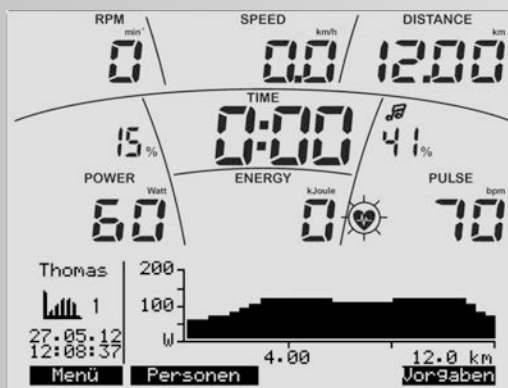 RPM SPEED DISTANCE
min⁻ km/h km
0 0.0 12.00
TIME
0:00
15 % 41 %
POWER ENERGY PULSE
Watt kJoule bpm
60 0 70
Thomas
1
27.05.12
12:08:37
200
100
W
4.00 12.0 km
Menü Personen Vorgaben